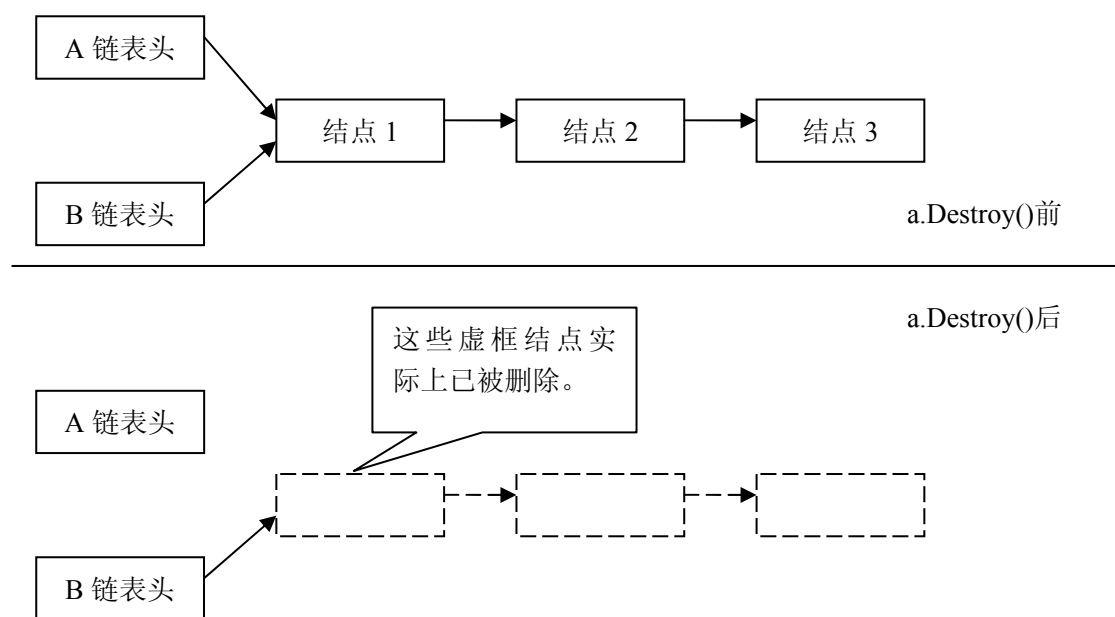 A 链表头
结点 1
结点 2
结点 3
B 链表头
a.Destroy()前
a.Destroy()后
这些虚框结点实
际上已被删除。
A 链表头
B 链表头